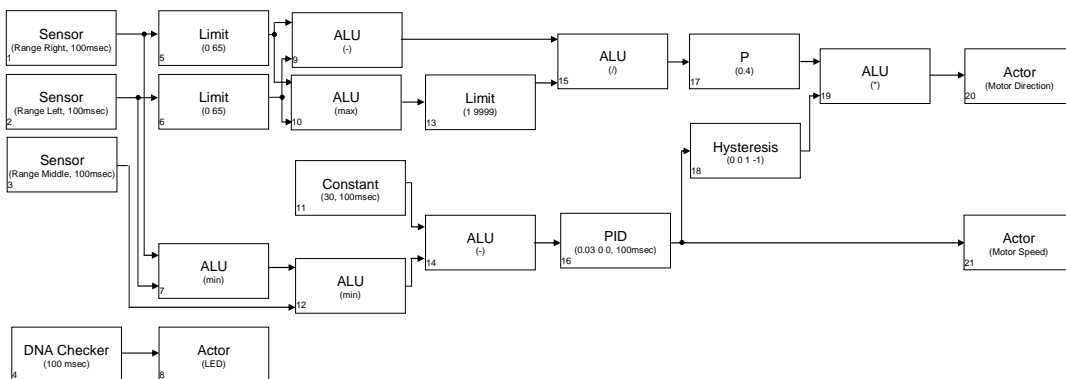 Sensor
(Range Right, 100msec)
1
Limit
(0 65)
5
ALU
(-)
9
ALU
(/)
15
P
(0.4)
17
ALU
(*)
19
Actor
(Motor Direction)
20
Sensor
(Range Left, 100msec)
2
Limit
(0 65)
6
ALU
(max)
10
Limit
(1 9999)
13
Sensor
(Range Middle, 100msec)
3
Hysteresis
(0 0 1 -1)
18
Constant
(30, 100msec)
11
ALU
(-)
14
PID
(0.03 0 0, 100msec)
16
Actor
(Motor Speed)
21
ALU
(min)
7
ALU
(min)
12
DNA Checker
(100 msec)
4
Actor
(LED)
8